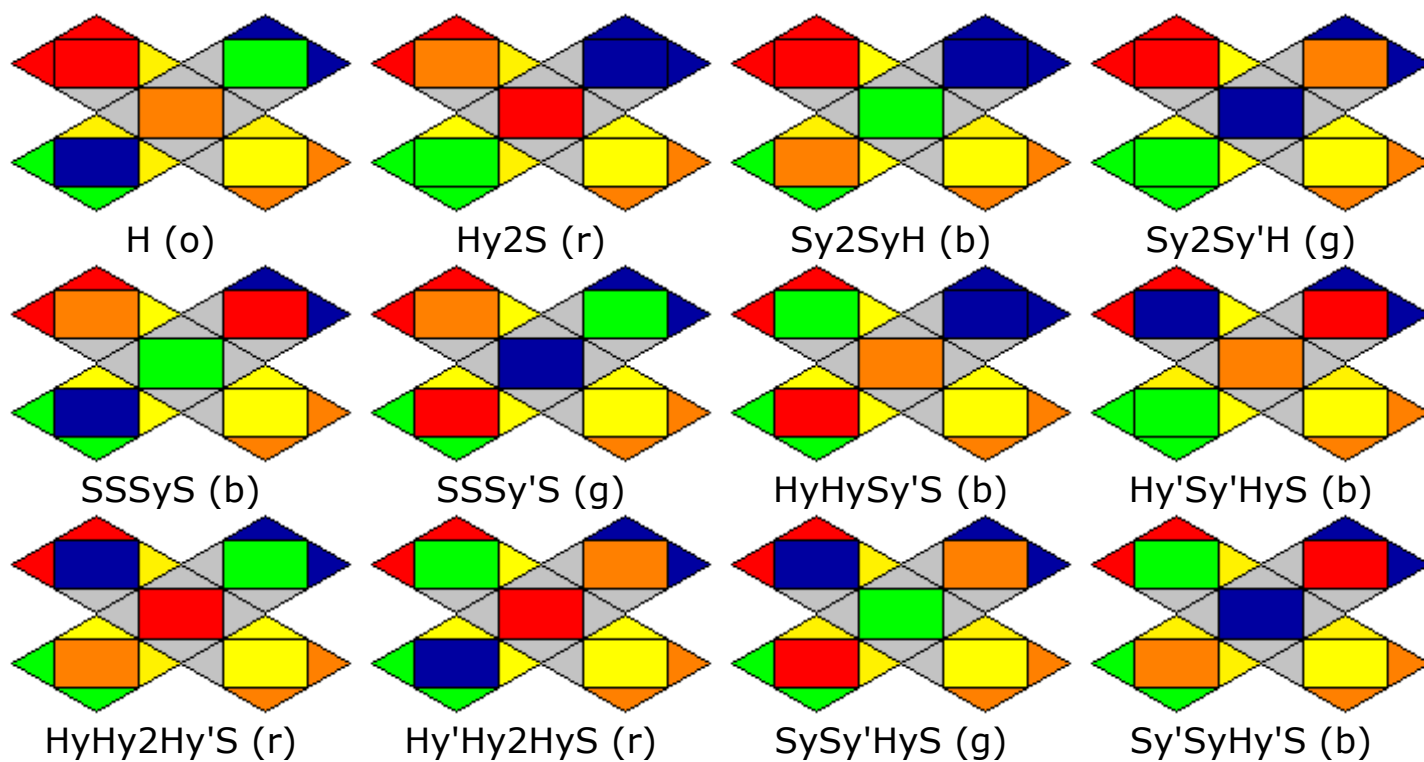 H (o) Hy2S (r) Sy2SyH (b) Sy2Sy'H (g)
SSSyS (b) SSSy'S (g) HyHySy'S (b) Hy'Sy'HyS (b)
HyHy2Hy'S (r) Hy'Hy2HyS (r) SySy'HyS (g) Sy'SyHy'S (b)